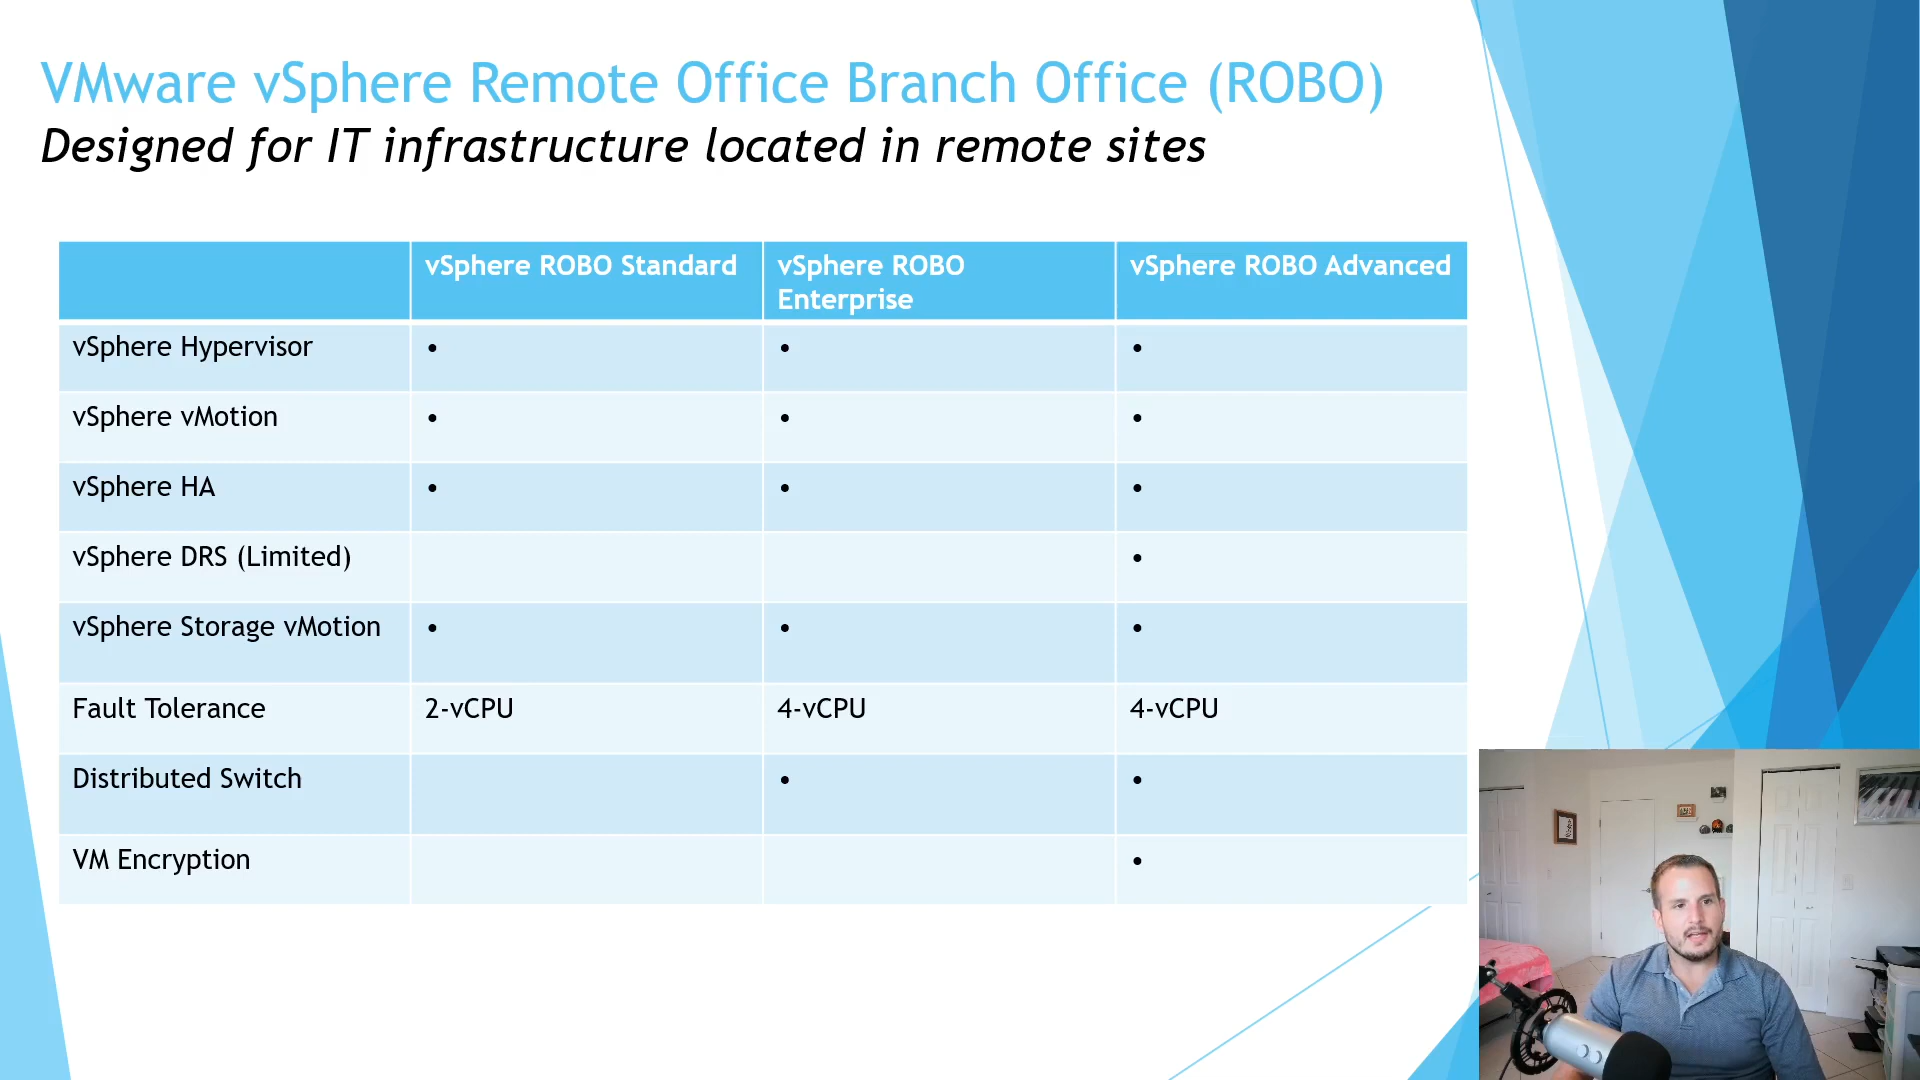 VMware vSphere Remote Office Branch Office (ROBO)
Designed for IT infrastructure located in remote sites
vSphere ROBO Standard
vSphere ROBO
Enterprise
vSphere ROBO Advanced
vSphere Hypervisor • • •
vSphere vMotion • • •
vSphere HA • • •
vSphere DRS (Limited) •
vSphere Storage vMotion • • •
Fault Tolerance 2-vCPU 4-vCPU 4-vCPU
Distributed Switch • •
VM Encryption •